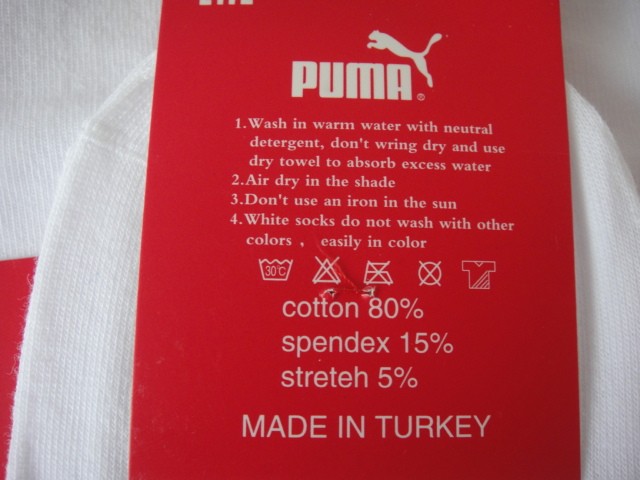 PUMA®
1.Wash in warm water with neutral
detergent, don't wring dry and use
dry towel to absorb excess water
2.Air dry in the shade
3.Don't use an iron in the sun
4.White socks do not wash with other
colors , easily in color
30°C
cotton 80%
spendex 15%
streteh 5%
MADE IN TURKEY